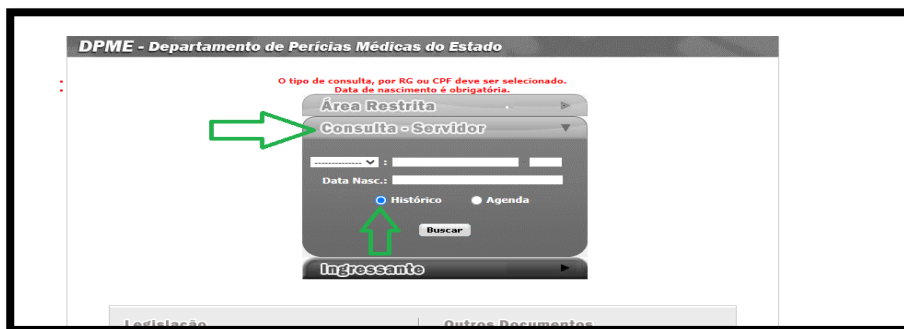 DPME - Departamento de Perícias Médicas do Estado
O tipo de consulta, por RG ou CPF deve ser selecionado.
Data de nascimento é obrigatória.
Área Restrita
Consulta - Servidor
------------- :
Data Nasc.:
Histórico Agenda
Buscar
Ingressante
Legislação Outros Documentos